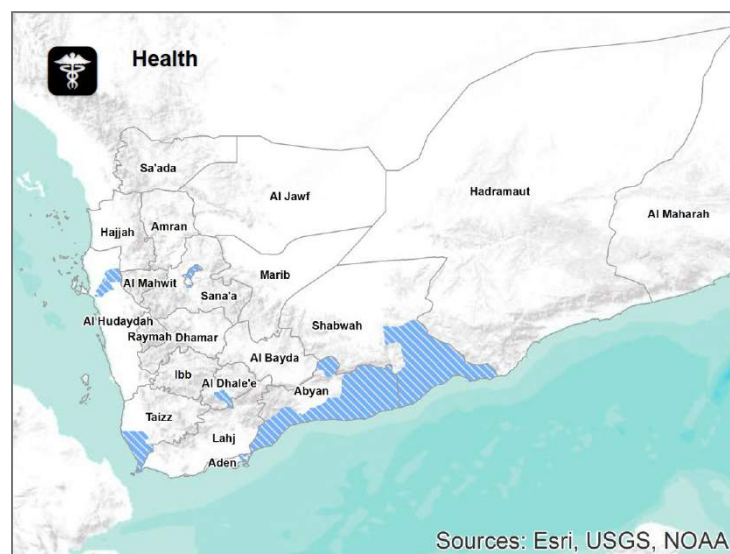 Health
Sa'ada
Al Jawf
Hadramaut
Al Maharah
Hajjah
Amran
Marib
Al Mahwit
Sana'a
Shabwah
Al Hudaydah
Raymah
Dhamar
Al Bayda
Ibb
Al Dhale'e
Abyan
Taizz
Lahj
Aden
Sources: Esri, USGS, NOAA